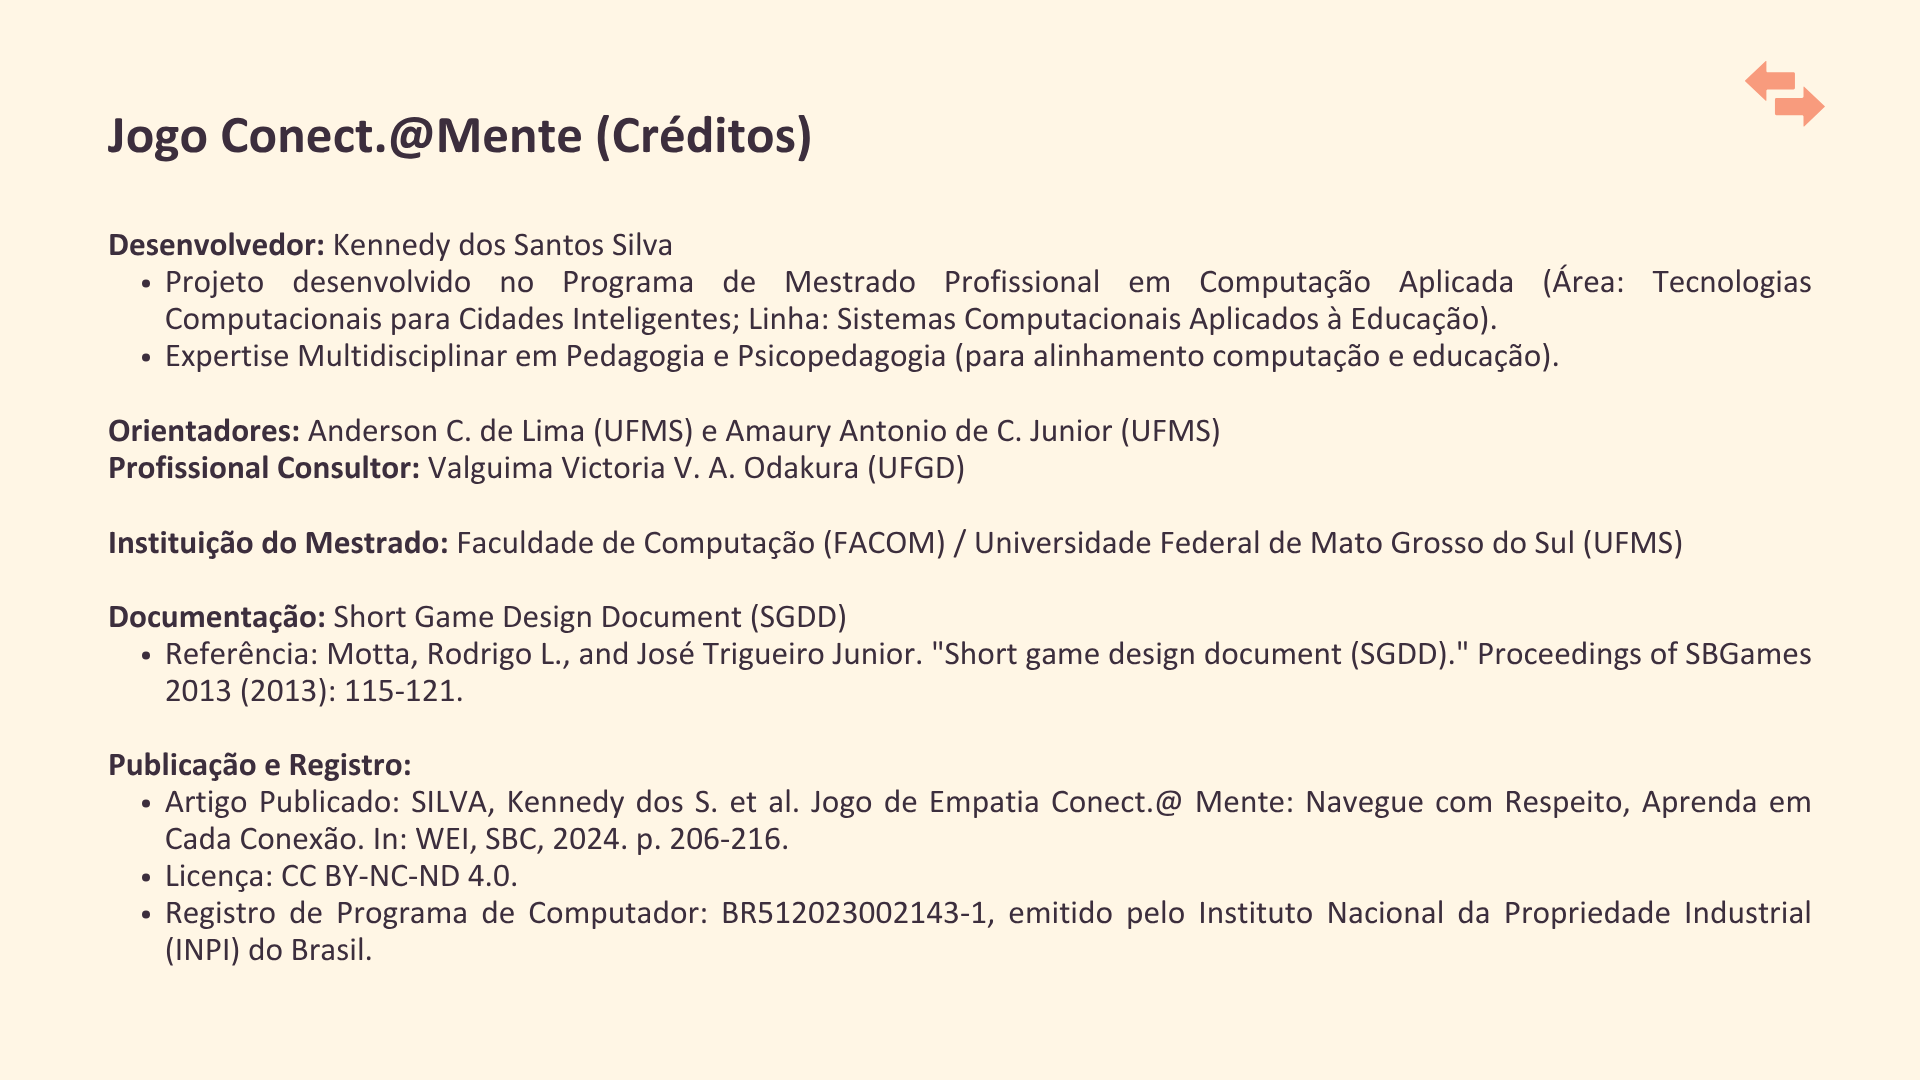 Jogo Conect.@Mente (Créditos)
Desenvolvedor: Kennedy dos Santos Silva
• Projeto desenvolvido no Programa de Mestrado Profissional em Computação Aplicada (Área: Tecnologias
Computacionais para Cidades Inteligentes; Linha: Sistemas Computacionais Aplicados à Educação).
• Expertise Multidisciplinar em Pedagogia e Psicopedagogia (para alinhamento computação e educação).
Orientadores: Anderson C. de Lima (UFMS) e Amaury Antonio de C. Junior (UFMS)
Profissional Consultor: Valguima Victoria V. A. Odakura (UFGD)
Instituição do Mestrado: Faculdade de Computação (FACOM) / Universidade Federal de Mato Grosso do Sul (UFMS)
Documentação: Short Game Design Document (SGDD)
• Referência: Motta, Rodrigo L., and José Trigueiro Junior. "Short game design document (SGDD)." Proceedings of SBGames
2013 (2013): 115-121.
Publicação e Registro:
• Artigo Publicado: SILVA, Kennedy dos S. et al. Jogo de Empatia Conect.@ Mente: Navegue com Respeito, Aprenda em
Cada Conexão. In: WEI, SBC, 2024. p. 206-216.
• Licença: CC BY-NC-ND 4.0.
• Registro de Programa de Computador: BR512023002143-1, emitido pelo Instituto Nacional da Propriedade Industrial
(INPI) do Brasil.